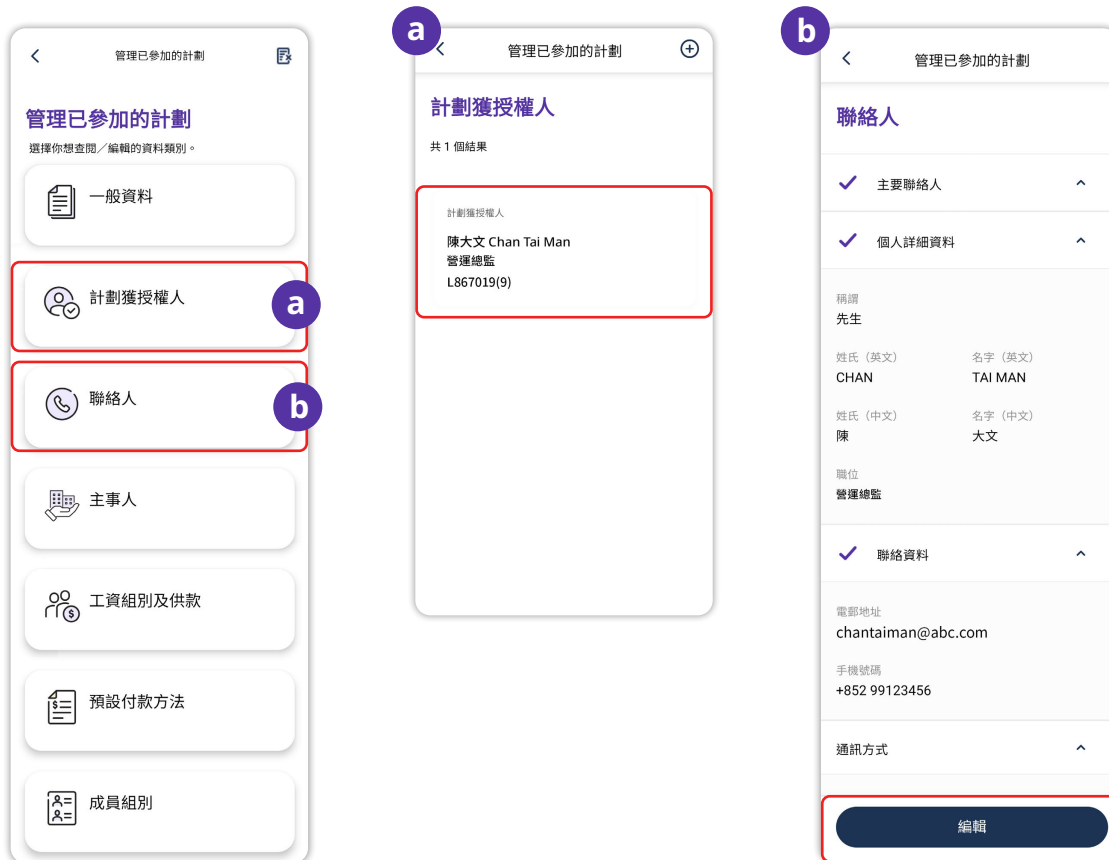 管理已參加的計劃
管理已參加的計劃
選擇你想查閱／編輯的資料類別。
一般資料
計劃獲授權人
a
聯絡人
b
主事人
工資組別及供款
$
預設付款方法
$
成員組別
a
管理已參加的計劃
計劃獲授權人
共 1 個結果
計劃獲授權人
陳大文 Chan Tai Man
營運總監
L867019(9)
b
管理已參加的計劃
聯絡人
主要聯絡人
個人詳細資料
稱謂
先生
姓氏（英文） 名字（英文）
CHAN TAI MAN
姓氏（中文） 名字（中文）
陳 大文
職位
營運總監
聯絡資料
電郵地址
chantaiman@abc.com
手機號碼
+852 99123456
通訊方式
編輯